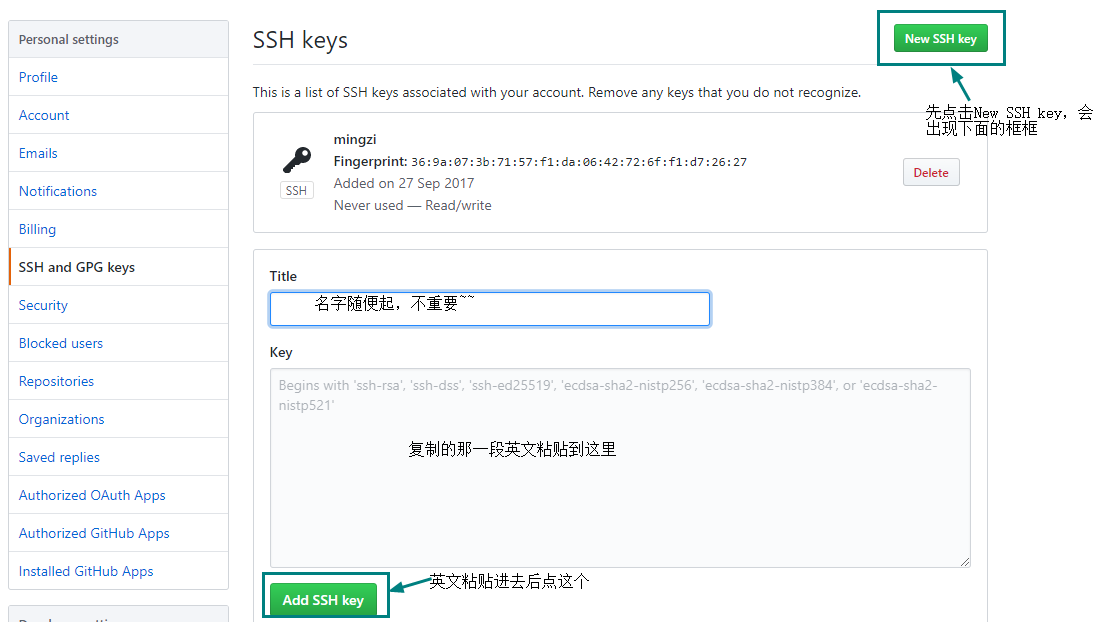 Personal settings
Profile
Account
Emails
Notifications
Billing
SSH and GPG keys
Security
Blocked users
Repositories
Organizations
Saved replies
Authorized OAuth Apps
Authorized GitHub Apps
Installed GitHub Apps
SSH keys
New SSH key
先点击New SSH key，会
出现下面的框框
This is a list of SSH keys associated with your account. Remove any keys that you do not recognize.
mingzi
Fingerprint: 36:9a:07:3b:71:57:f1:da:06:42:72:6f:f1:d7:26:27
SSH
Added on 27 Sep 2017
Never used — Read/write
Delete
Title
名字随便起，不重要~~
Key
Begins with 'ssh-rsa', 'ssh-dss', 'ssh-ed25519', 'ecdsa-sha2-nistp256', 'ecdsa-sha2-nistp384', or 'ecdsa-sha2-
nistp521'
复制的那一段英文粘贴到这里
英文粘贴进去后点这个
Add SSH key